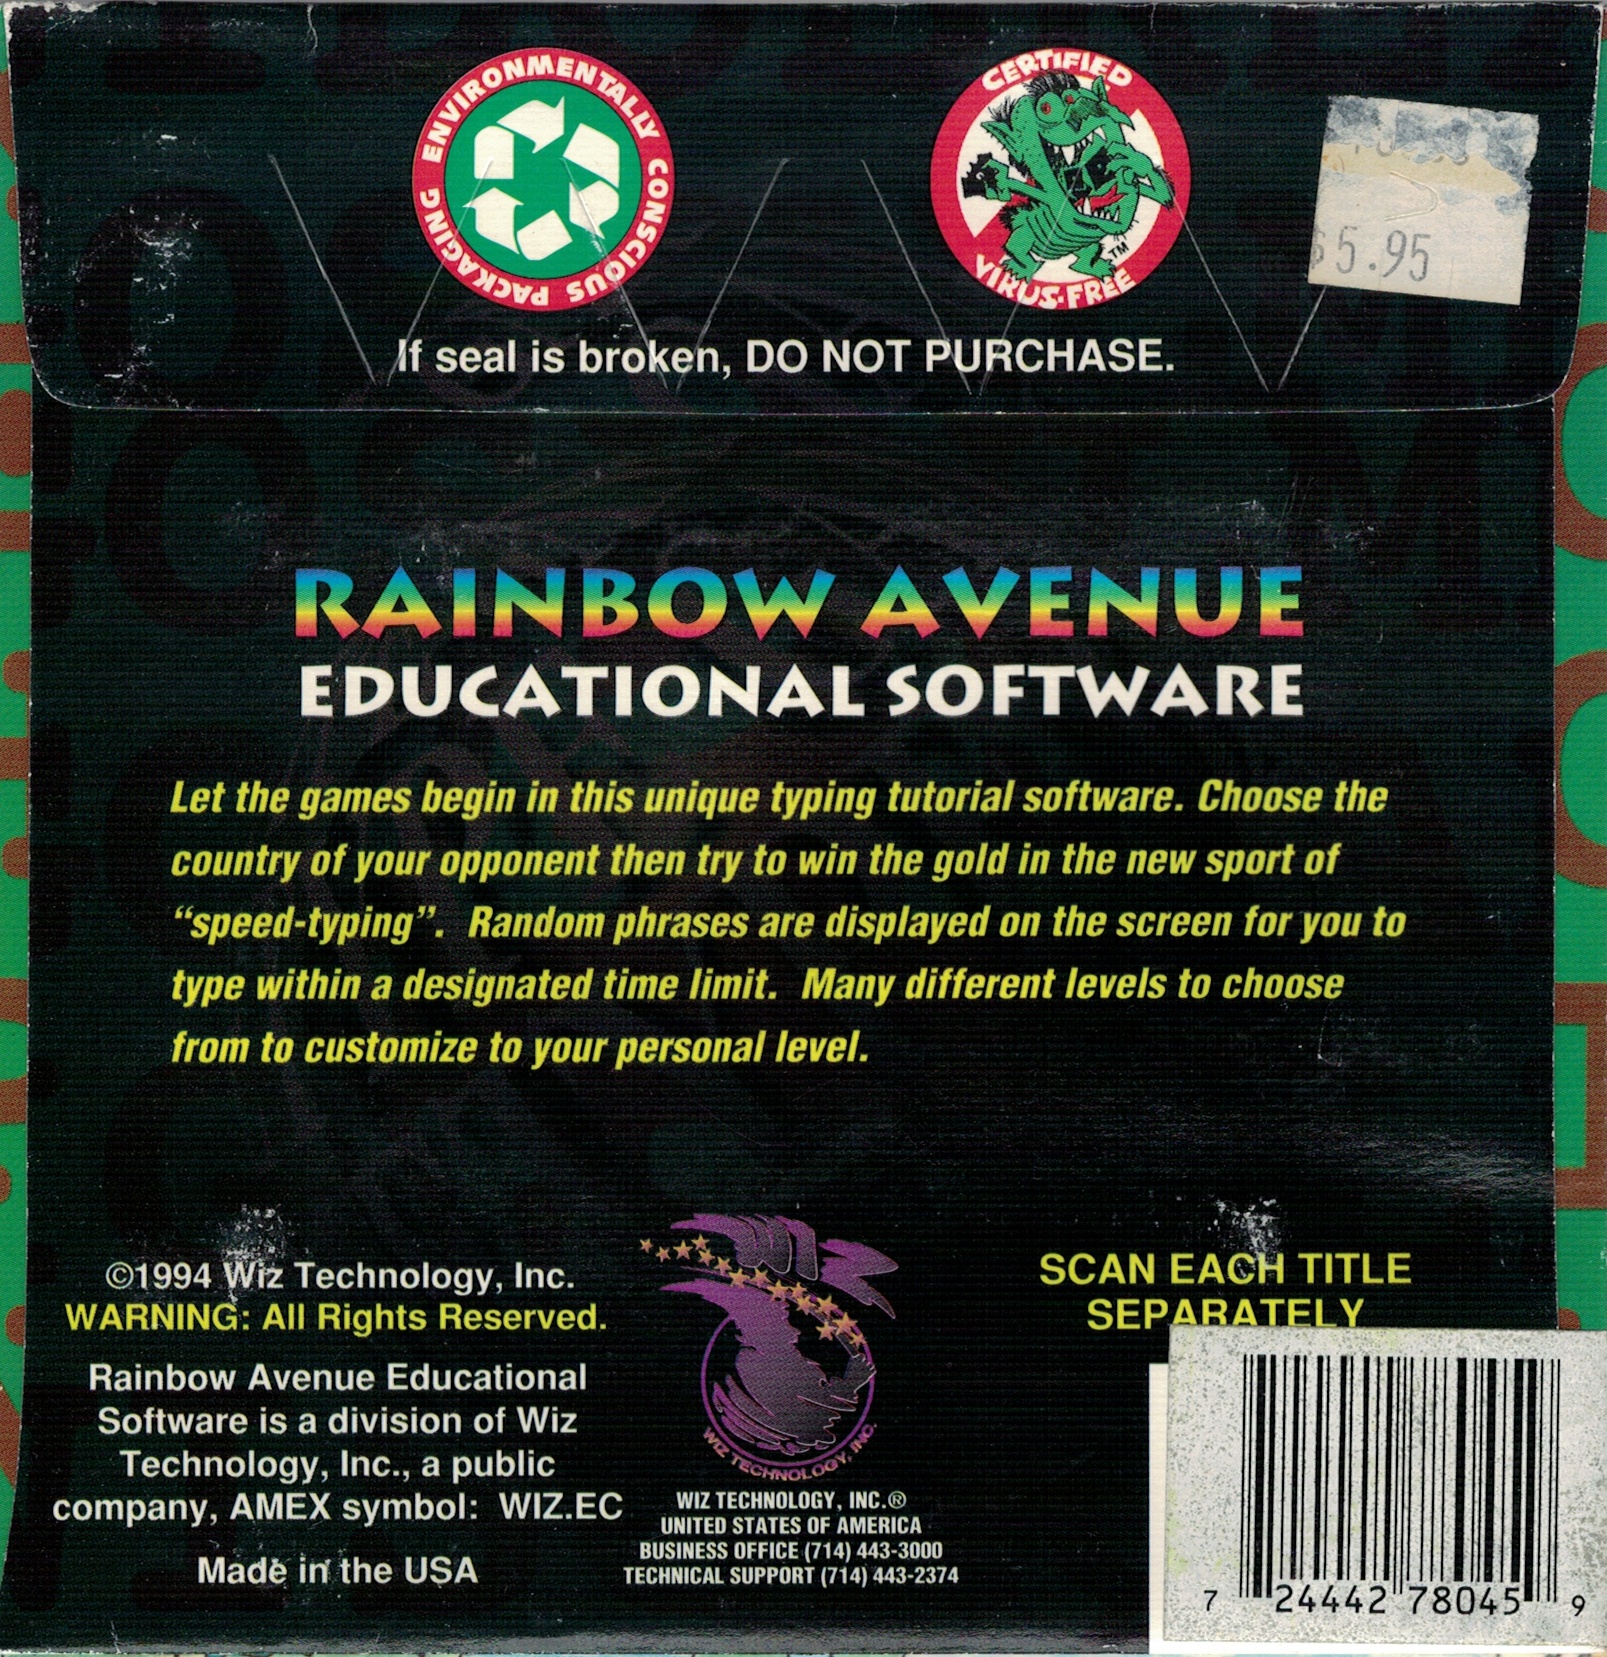 ENVIRONMENTALLY CONSCIOUS PACKAGING
CERTIFIED
VIRUS-FREE
TM
$5.95
If seal is broken, DO NOT PURCHASE.
RAINBOW AVENUE
EDUCATIONAL SOFTWARE
Let the games begin in this unique typing tutorial software. Choose the
country of your opponent then try to win the gold in the new sport of
“speed-typing”. Random phrases are displayed on the screen for you to
type within a designated time limit. Many different levels to choose
from to customize to your personal level.
©1994 Wiz Technology, Inc.
WARNING: All Rights Reserved.
Rainbow Avenue Educational
Software is a division of Wiz
Technology, Inc., a public
company, AMEX symbol: WIZ.EC
Made in the USA
WIZ
WIZ TECHNOLOGY, INC.
WIZ TECHNOLOGY, INC.®
UNITED STATES OF AMERICA
BUSINESS OFFICE (714) 443-3000
TECHNICAL SUPPORT (714) 443-2374
SCAN EACH TITLE
SEPARATELY
7 24442 78045 9